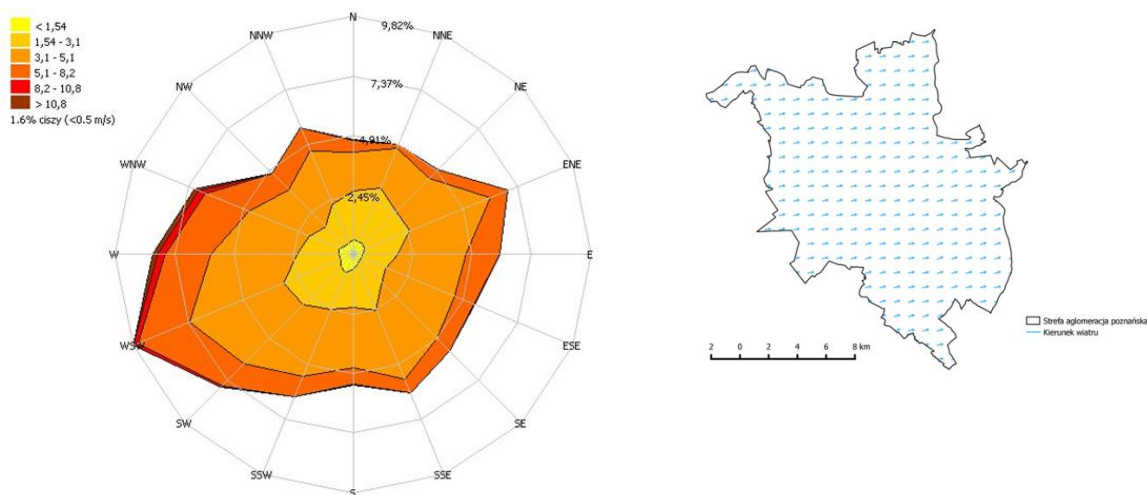 < 1,54
1,54 - 3,1
3,1 - 5,1
5,1 - 8,2
8,2 - 10,8
> 10,8
1.6% ciszy (<0.5 m/s)
N
9,82%
NNW
NNE
7,37%
NW
NE
4,91%
WNW
ENE
2,45%
W
E
WSW
ESE
SW
SE
SSW
SSE
S
Strefa aglomeracja poznańska
Kierunek wiatru
2 0 2 4 6 8 km